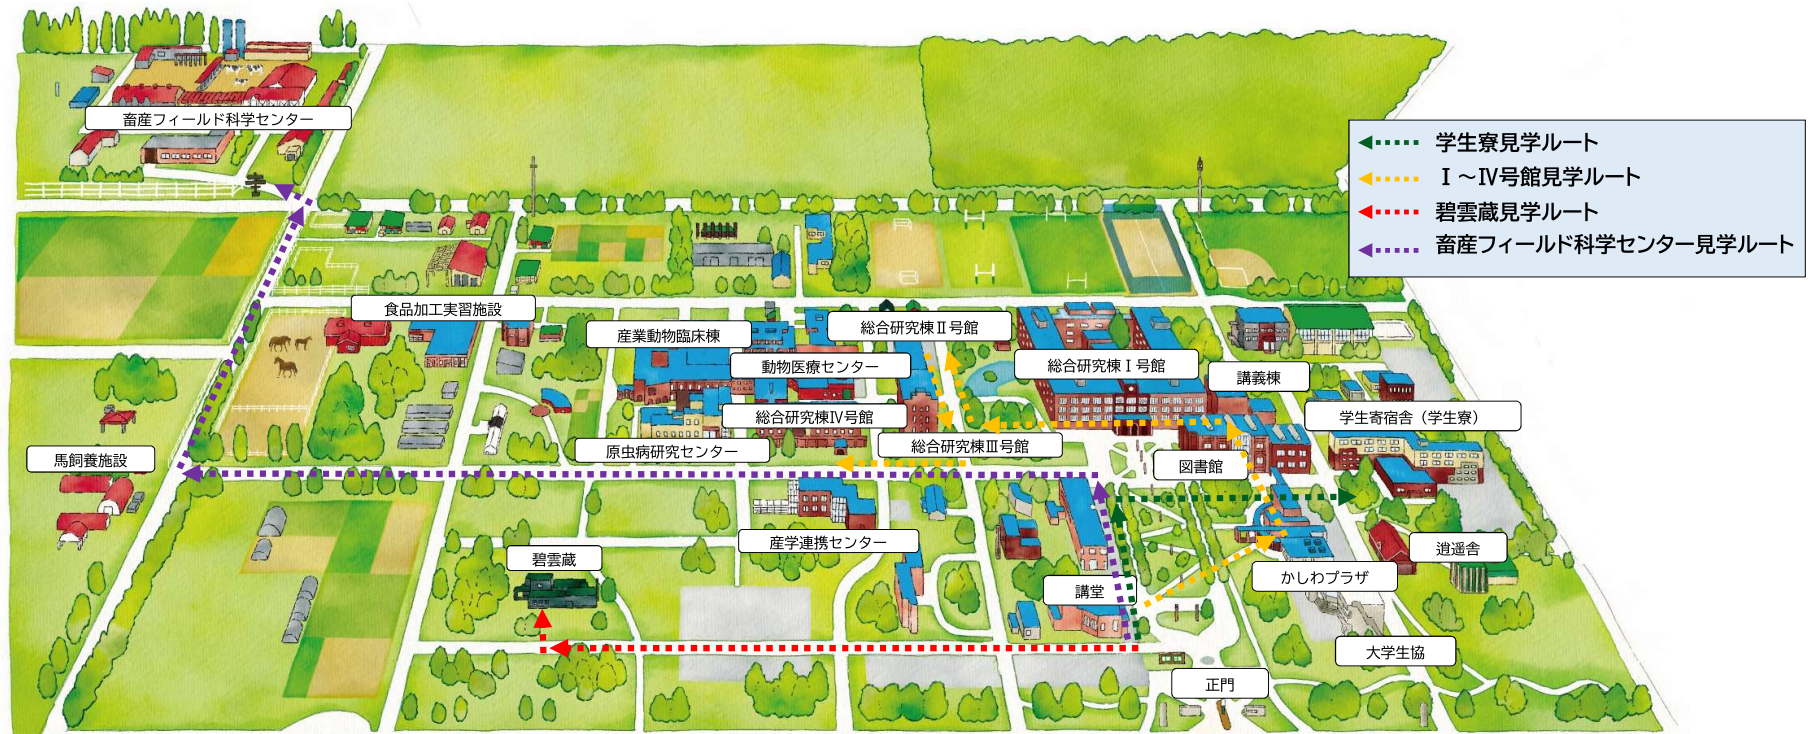 畜産フィールド科学センター
学生寮見学ルート
Ⅰ～Ⅳ号館見学ルート
碧雲蔵見学ルート
畜産フィールド科学センター見学ルート
食品加工実習施設
産業動物臨床棟
総合研究棟Ⅱ号館
動物医療センター
総合研究棟Ⅰ号館
講義棟
総合研究棟Ⅳ号館
学生寄宿舎（学生寮）
原虫病研究センター
総合研究棟Ⅲ号館
馬飼養施設
図書館
産学連携センター
碧雲蔵
逍遥舎
かしわプラザ
講堂
大学生協
正門